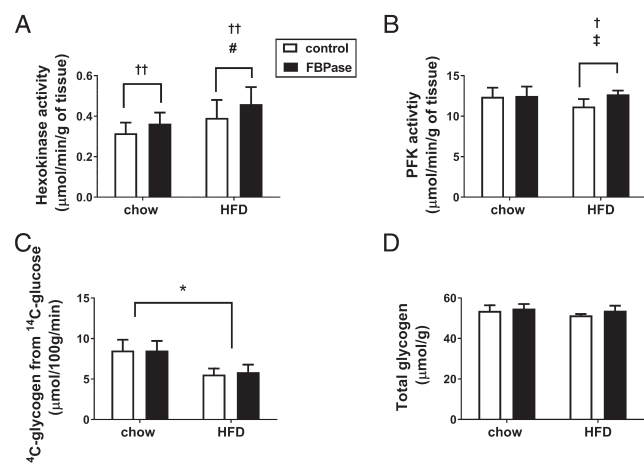 A
Hexokinase activity
(µmol/min/g of tissue)
0.6
0.4
0.2
0.0
††
††
#
chow
HFD
control
FBPase
B
PFK activtiy
(µmol/min/g of tissue)
15
10
5
0
†
‡
chow
HFD
C
⁴C-glycogen from ¹⁴C-glucose
(µmol/100g/min)
15
10
5
0
*
chow
HFD
D
Total glycogen
(µmol/g)
60
40
20
0
chow
HFD